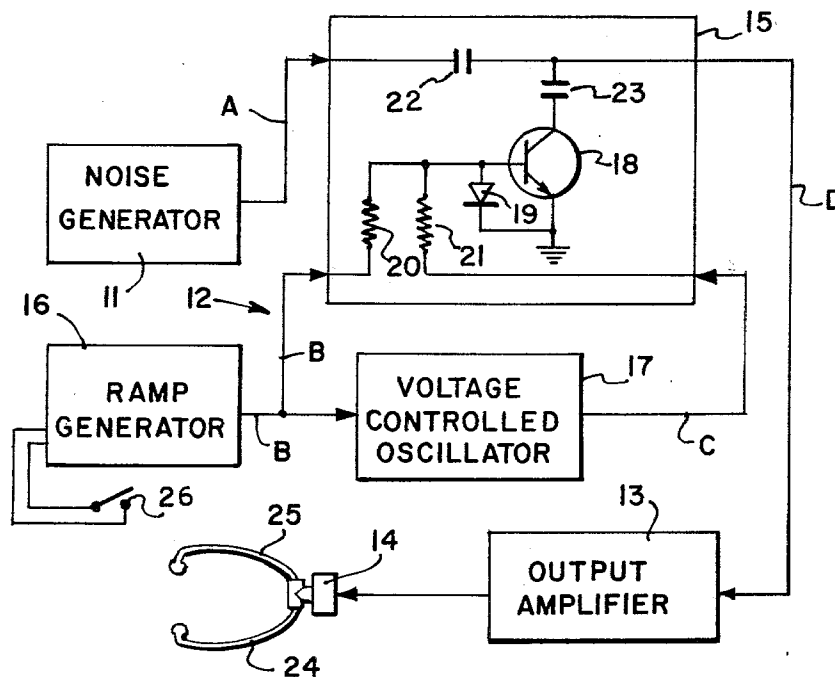 15
22
23
A
18
NOISE
GENERATOR
19
D
20
21
11
12
16
B
17
RAMP
GENERATOR
VOLTAGE
CONTROLLED
OSCILLATOR
B
C
26
13
25
14
OUTPUT
AMPLIFIER
24